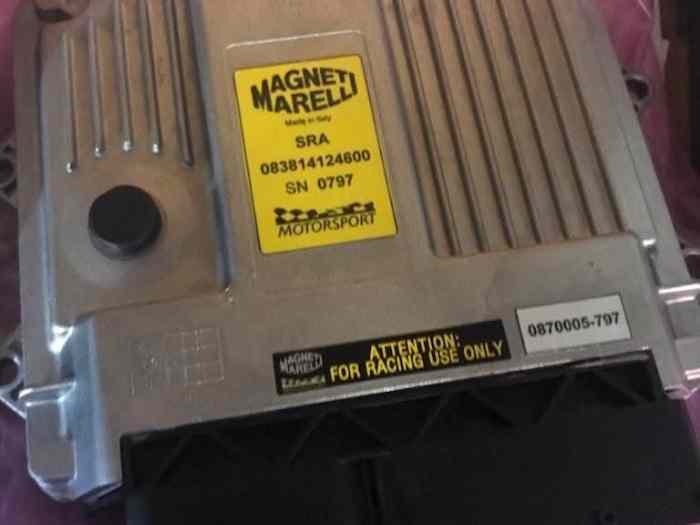 MAGNETI
MARELLI
Made in Italy
SRA
083814124600
SN 0797
MOTORSPORT
MAGNETI
MARELLI
ATTENTION:
FOR RACING USE ONLY
0870005-797